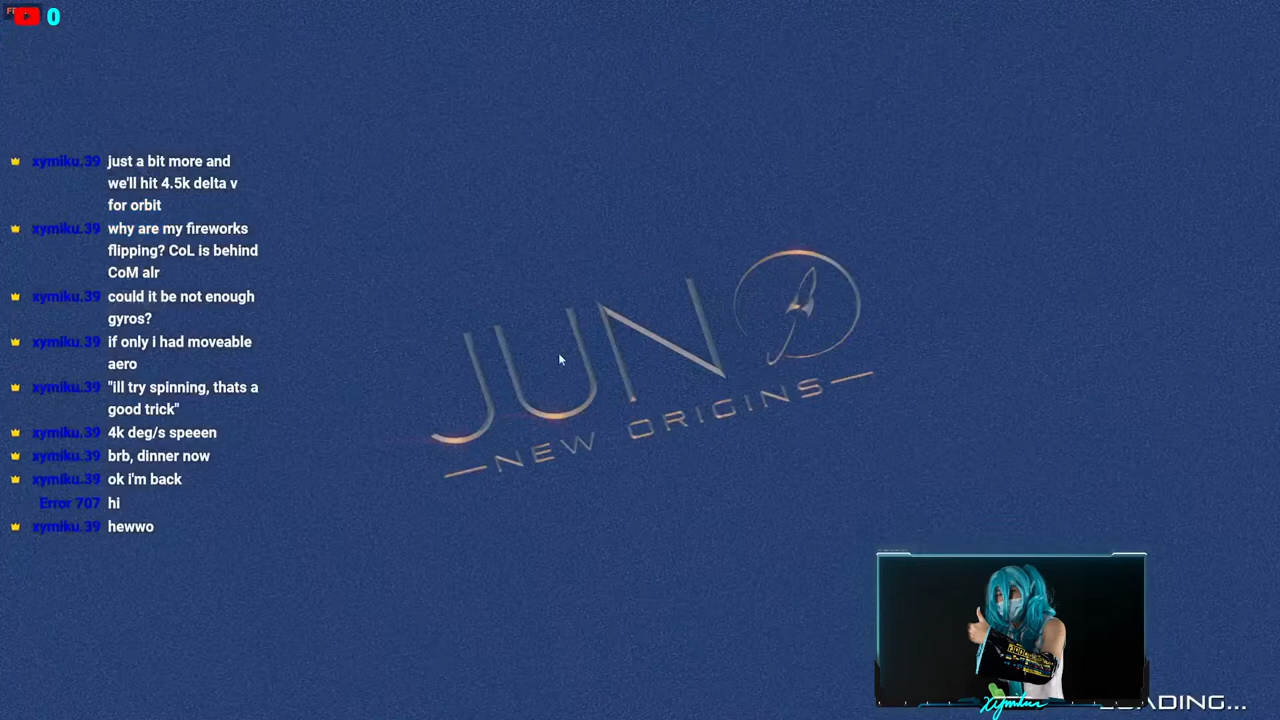 0
xymiku.39 just a bit more and
we'll hit 4.5k delta v
for orbit
xymiku.39 why are my fireworks
flipping? CoL is behind
CoM alr
xymiku.39 could it be not enough
gyros?
xymiku.39 if only i had moveable
aero
xymiku.39 "ill try spinning, thats a
good trick"
xymiku.39 4k deg/s speeen
xymiku.39 brb, dinner now
xymiku.39 ok i'm back
Error 707 hi
xymiku.39 hewwo
JUNO
NEW ORIGINS
xymiku
LOADING...